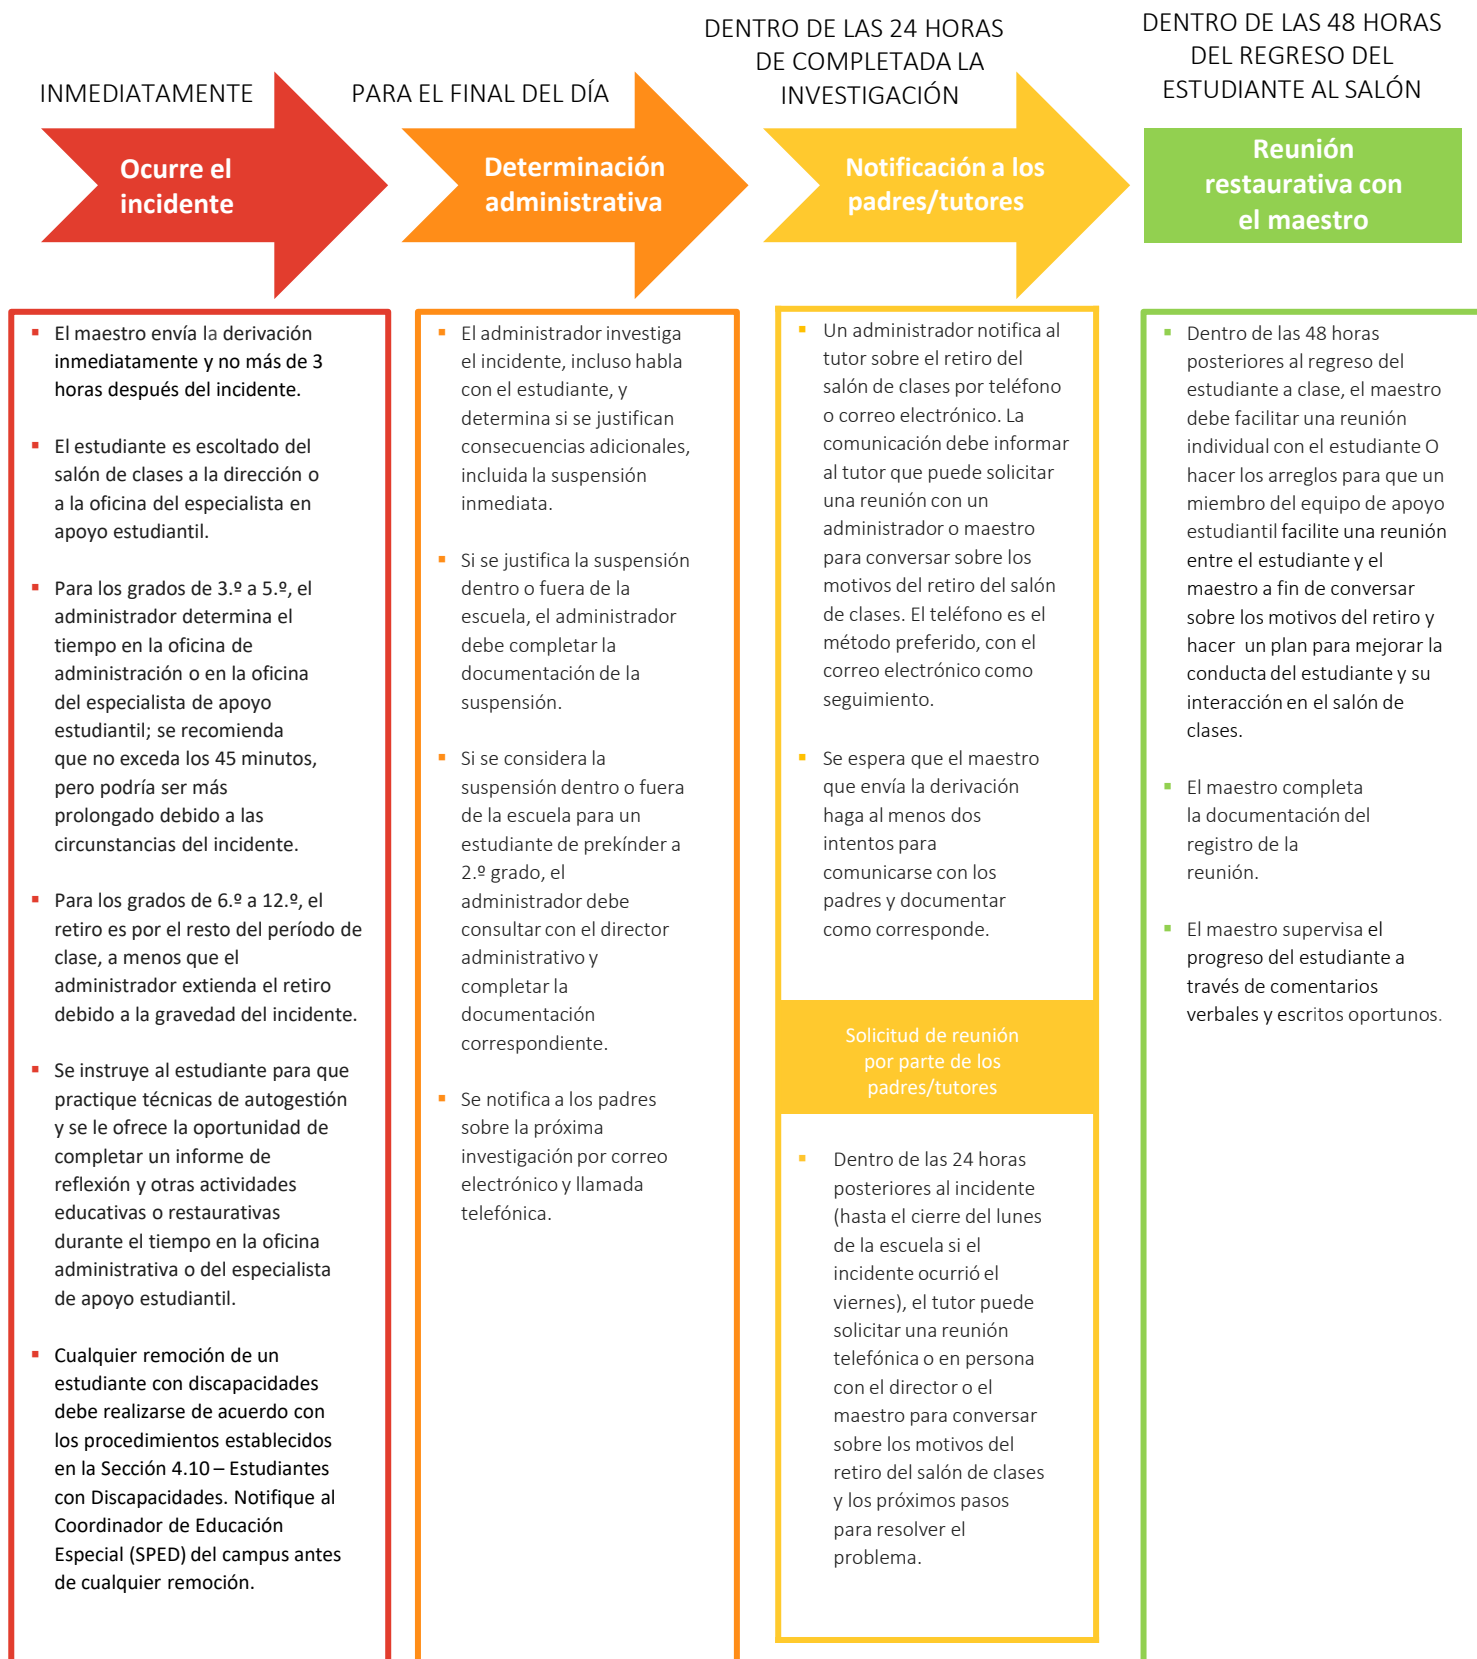 INMEDIATAMENTE
Ocurre el
incidente
▪ El maestro envía la derivación
inmediatamente y no más de 3
horas después del incidente.
▪ El estudiante es escoltado del
salón de clases a la dirección o
a la oficina del especialista en
apoyo estudiantil.
▪ Para los grados de 3.º a 5.º, el
administrador determina el
tiempo en la oficina de
administración o en la oficina
del especialista de apoyo
estudiantil; se recomienda
que no exceda los 45 minutos,
pero podría ser más
prolongado debido a las
circunstancias del incidente.
▪ Para los grados de 6.º a 12.º, el
retiro es por el resto del período de
clase, a menos que el
administrador extienda el retiro
debido a la gravedad del incidente.
▪ Se instruye al estudiante para que
practique técnicas de autogestión
y se le ofrece la oportunidad de
completar un informe de
reflexión y otras actividades
educativas o restaurativas
durante el tiempo en la oficina
administrativa o del especialista
de apoyo estudiantil.
▪ Cualquier remoción de un
estudiante con discapacidades
debe realizarse de acuerdo con
los procedimientos establecidos
en la Sección 4.10 – Estudiantes
con Discapacidades. Notifique al
Coordinador de Educación
Especial (SPED) del campus antes
de cualquier remoción.
PARA EL FINAL DEL DÍA
Determinación
administrativa
▪ El administrador investiga
el incidente, incluso habla
con el estudiante, y
determina si se justifican
consecuencias adicionales,
incluida la suspensión
inmediata.
▪ Si se justifica la suspensión
dentro o fuera de la
escuela, el administrador
debe completar la
documentación de la
suspensión.
▪ Si se considera la
suspensión dentro o fuera
de la escuela para un
estudiante de prekínder a
2.º grado, el
administrador debe
consultar con el director
administrativo y
completar la
documentación
correspondiente.
▪ Se notifica a los padres
sobre la próxima
investigación por correo
electrónico y llamada
telefónica.
DENTRO DE LAS 24 HORAS
DE COMPLETADA LA
INVESTIGACIÓN
Notificación a los
padres/tutores
▪ Un administrador notifica al
tutor sobre el retiro del
salón de clases por teléfono
o correo electrónico. La
comunicación debe informar
al tutor que puede solicitar
una reunión con un
administrador o maestro
para conversar sobre los
motivos del retiro del salón
de clases. El teléfono es el
método preferido, con el
correo electrónico como
seguimiento.
▪ Se espera que el maestro
que envía la derivación
haga al menos dos
intentos para
comunicarse con los
padres y documentar
como corresponde.
Solicitud de reunión
por parte de los
padres/tutores
▪ Dentro de las 24 horas
posteriores al incidente
(hasta el cierre del lunes
de la escuela si el
incidente ocurrió el
viernes), el tutor puede
solicitar una reunión
telefónica o en persona
con el director o el
maestro para conversar
sobre los motivos del
retiro del salón de clases
y los próximos pasos
para resolver el
problema.
DENTRO DE LAS 48 HORAS
DEL REGRESO DEL
ESTUDIANTE AL SALÓN
Reunión
restaurativa con
el maestro
▪ Dentro de las 48 horas
posteriores al regreso del
estudiante a clase, el maestro
debe facilitar una reunión
individual con el estudiante O
hacer los arreglos para que un
miembro del equipo de apoyo
estudiantil facilite una reunión
entre el estudiante y el
maestro a fin de conversar
sobre los motivos del retiro y
hacer un plan para mejorar la
conducta del estudiante y su
interacción en el salón de
clases.
▪ El maestro completa
la documentación del
registro de la
reunión.
▪ El maestro supervisa el
progreso del estudiante a
través de comentarios
verbales y escritos oportunos.